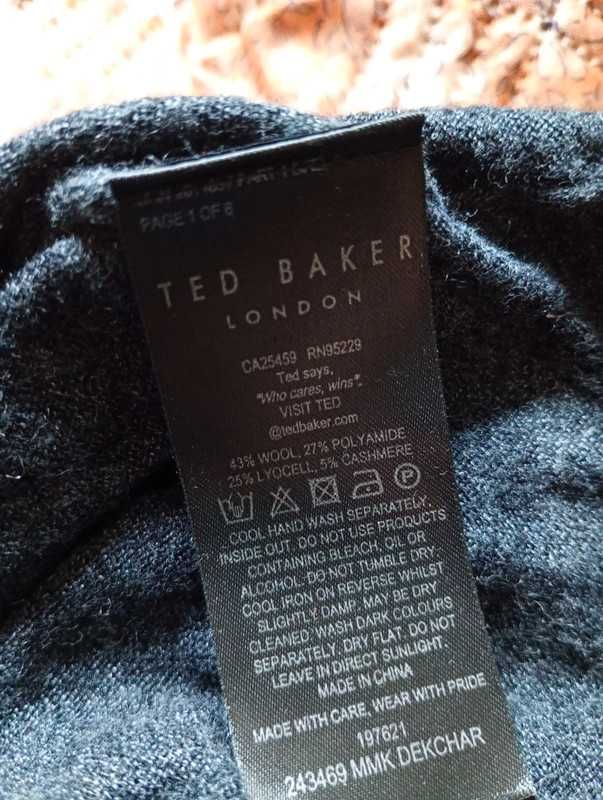 PAGE 1 OF 8
TED BAKER
LONDON
CA25459 RN95229
Ted says,
"Who cares, wins".
VISIT TED
@tedbaker.com
43% WOOL, 27% POLYAMIDE
25% LYOCELL, 5% CASHMERE
P
COOL HAND WASH SEPARATELY.
INSIDE OUT. DO NOT USE PRODUCTS
CONTAINING BLEACH, OIL OR
ALCOHOL. DO NOT TUMBLE DRY.
COOL IRON ON REVERSE WHILST
SLIGHTLY DAMP. MAY BE DRY
CLEANED. WASH DARK COLOURS
SEPARATELY. DRY FLAT. DO NOT
LEAVE IN DIRECT SUNLIGHT.
MADE IN CHINA
MADE WITH CARE, WEAR WITH PRIDE
197621
243469 MMK DEKCHAR